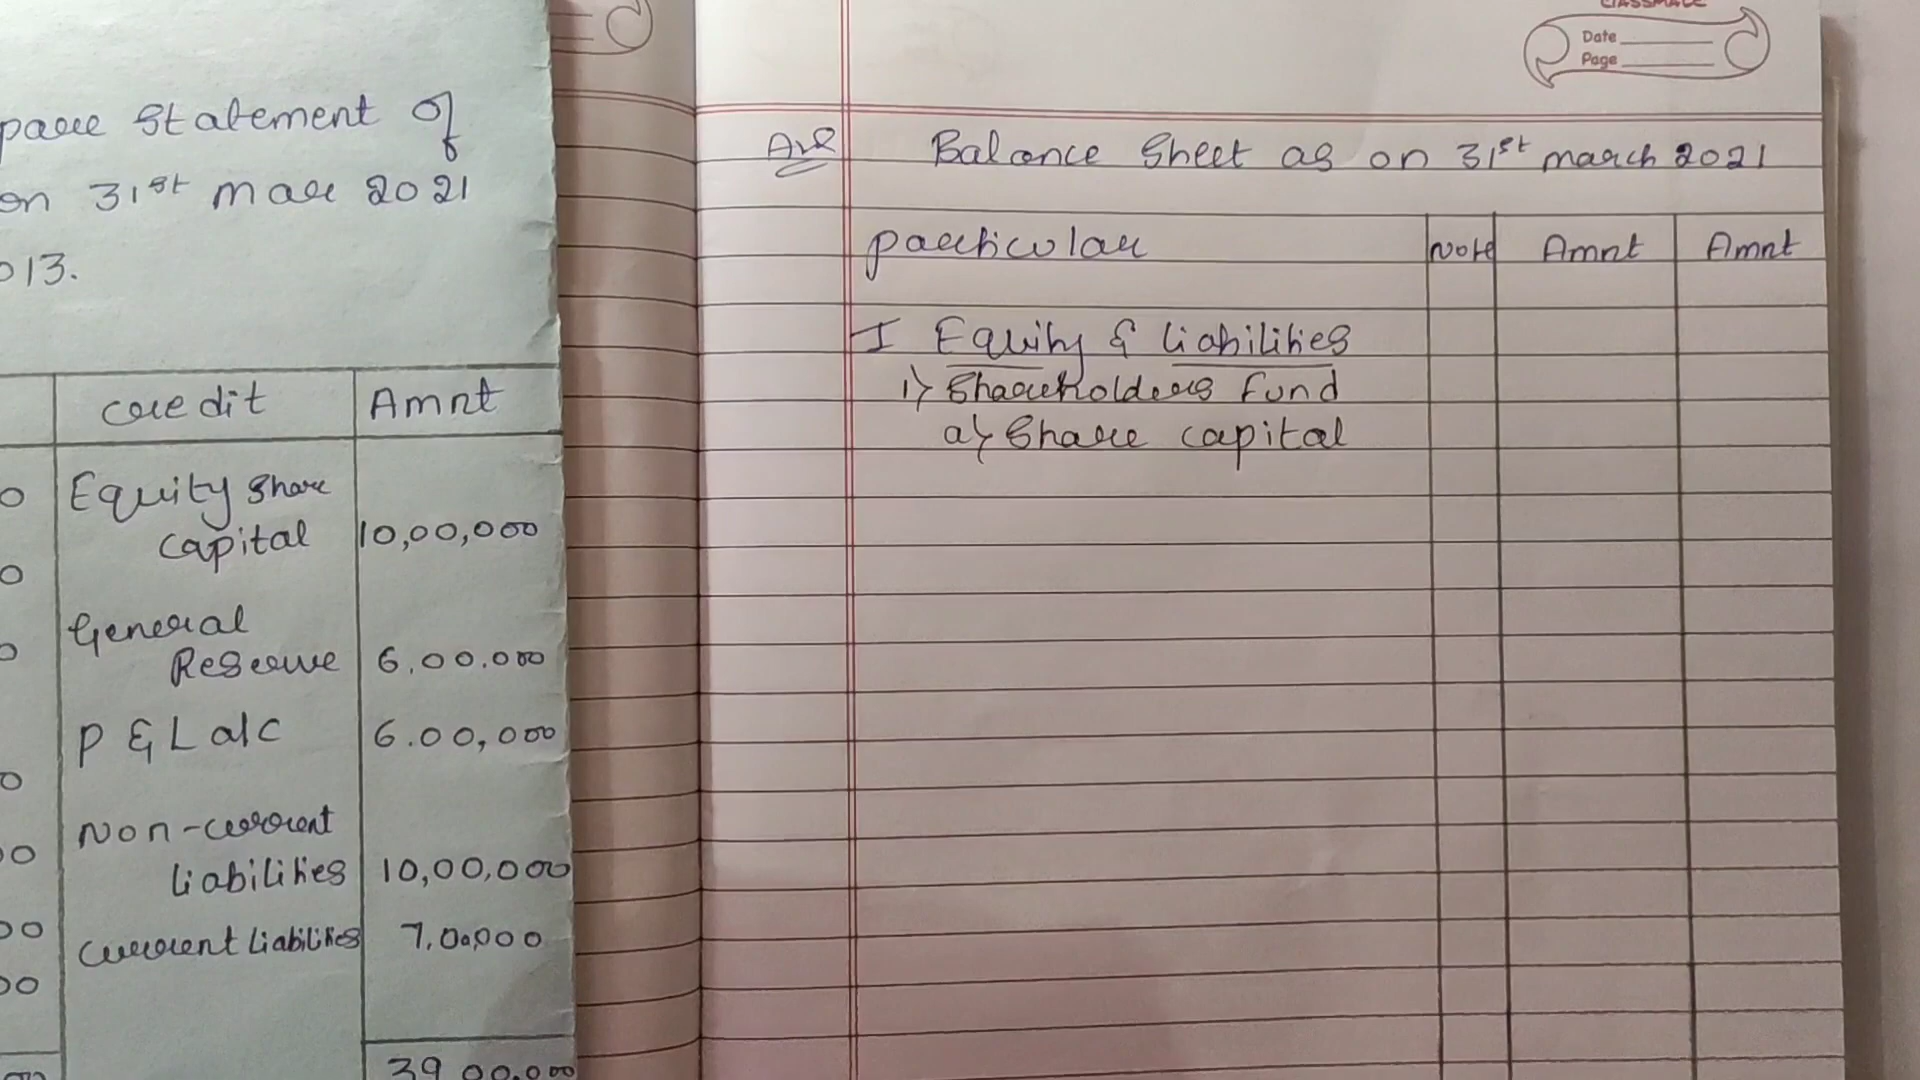 pare Statement of
on 31st mar 2021
013.
Credit Amnt
Equity Share
Capital 10,00,000
General
Reserve 6.00.000
P & L a/c 6.00,000
Non-current
Liabilities 10,00,000
Current Liabilities 7,00,000
39 00.000
CLASSMATE
Date
Page
Ans Balance Sheet as on 31st march 2021
particular Note Amnt Amnt
I Equity & Liabilities
1) Shareholders Fund
a) Share capital